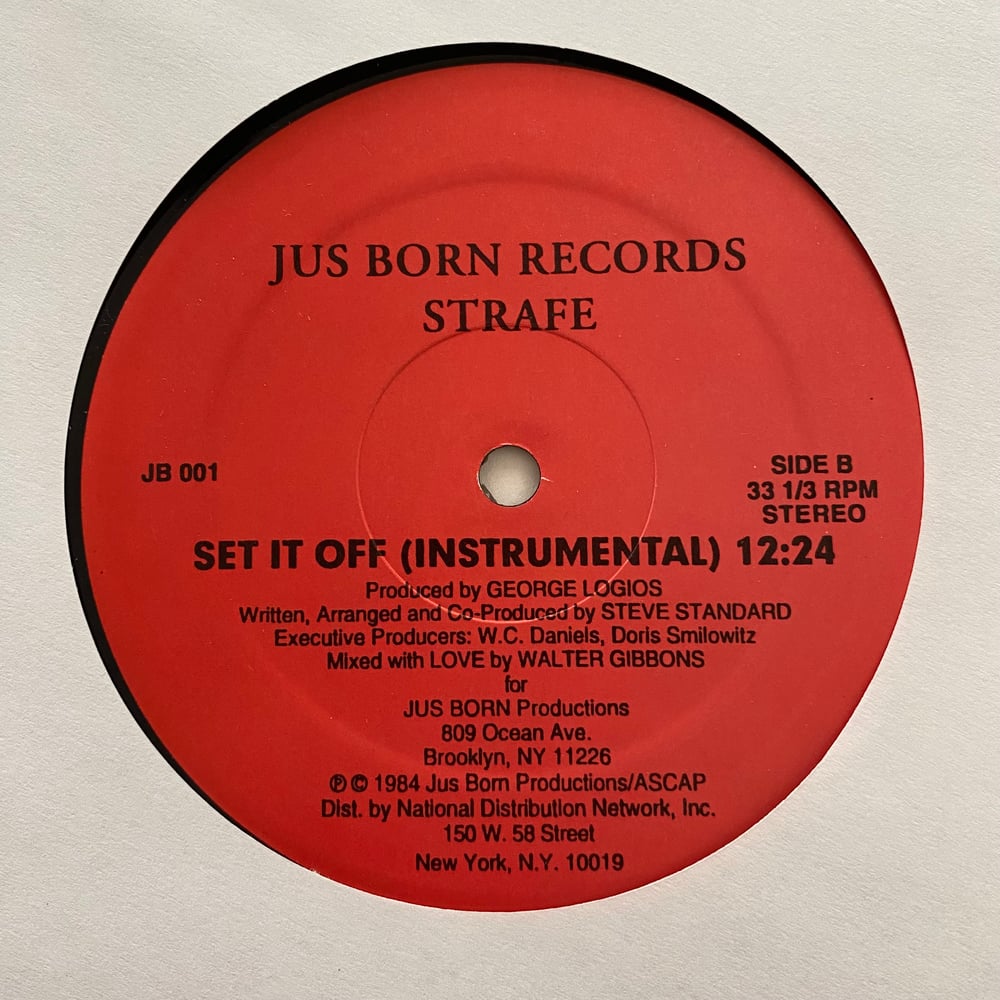 JUS BORN RECORDS
STRAFE
JB 001
SIDE B
33 1/3 RPM
STEREO
SET IT OFF (INSTRUMENTAL) 12:24
Produced by GEORGE LOGIOS
Written, Arranged and Co-Produced by STEVE STANDARD
Executive Producers: W.C. Daniels, Doris Smilowitz
Mixed with LOVE by WALTER GIBBONS
for
JUS BORN Productions
809 Ocean Ave.
Brooklyn, NY 11226
℗ © 1984 Jus Born Productions/ASCAP
Dist. by National Distribution Network, Inc.
150 W. 58 Street
New York, N.Y. 10019